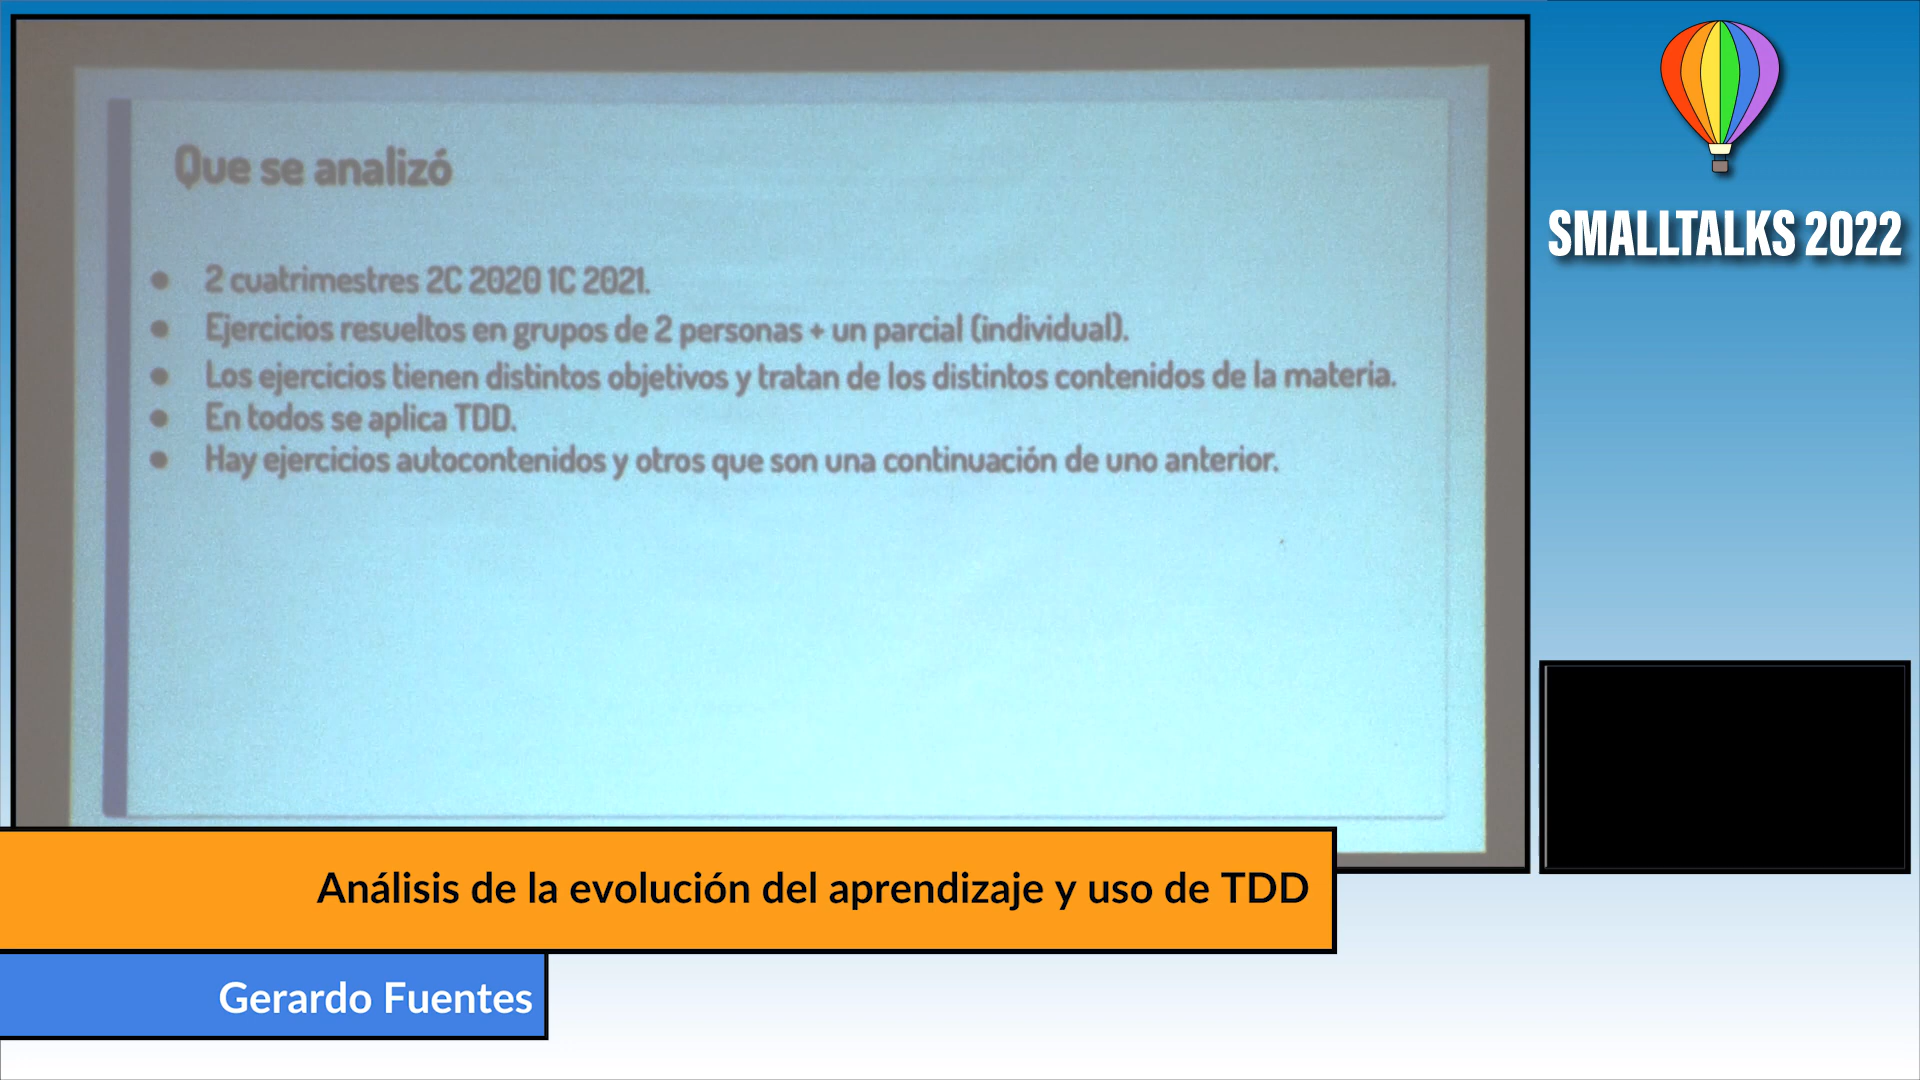 Que se analizó
2 cuatrimestres 2C 2020 1C 2021.
Ejercicios resueltos en grupos de 2 personas + un parcial (individual).
Los ejercicios tienen distintos objetivos y tratan de los distintos contenidos de la materia.
En todos se aplica TDD.
Hay ejercicios autocontenidos y otros que son una continuación de uno anterior.
SMALLTALKS 2022
Análisis de la evolución del aprendizaje y uso de TDD
Gerardo Fuentes